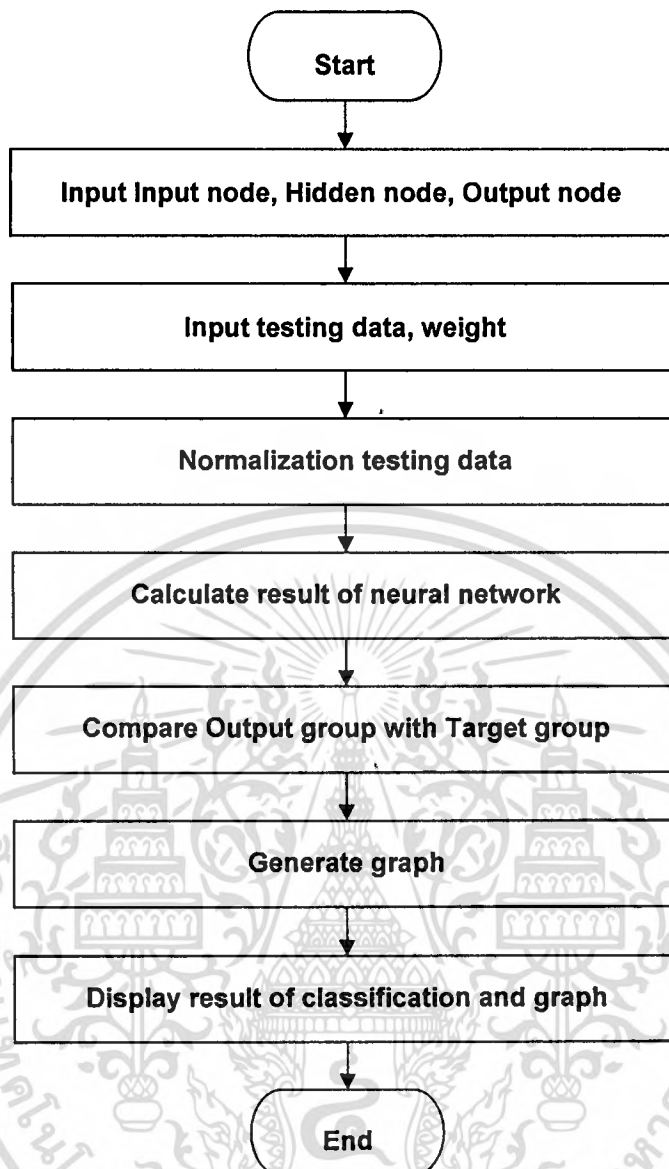 Start
Input Input node, Hidden node, Output node
Input testing data, weight
Normalization testing data
Calculate result of neural network
Compare Output group with Target group
Generate graph
Display result of classification and graph
End